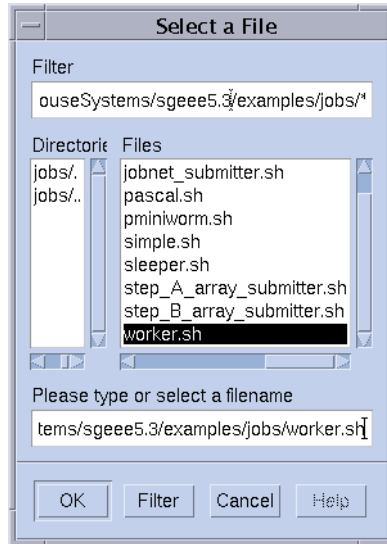 Select a File
Filter
ouseSystems/sgeee5.3/examples/jobs/*
Directorie Files
jobs/. jobnet_submitter.sh
jobs/.. pascal.sh
pminiworm.sh
simple.sh
sleeper.sh
step_A_array_submitter.sh
step_B_array_submitter.sh
worker.sh
Please type or select a filename
tems/sgeee5.3/examples/jobs/worker.sh
OK Filter Cancel Help